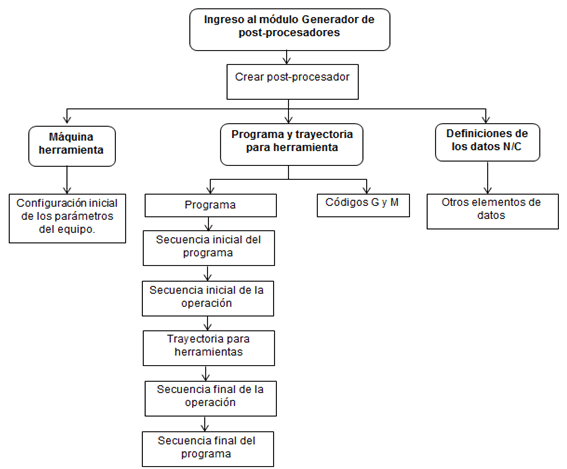 Ingreso al módulo Generador de
post-procesadores
Crear post-procesador
Máquina
herramienta
Programa y trayectoria
para herramienta
Definiciones de
los datos N/C
Configuración inicial
de los parámetros
del equipo.
Programa
Códigos G y M
Otros elementos de
datos
Secuencia inicial del
programa
Secuencia inicial de la
operación
Trayectoria para
herramientas
Secuencia final de la
operación
Secuencia final del
programa